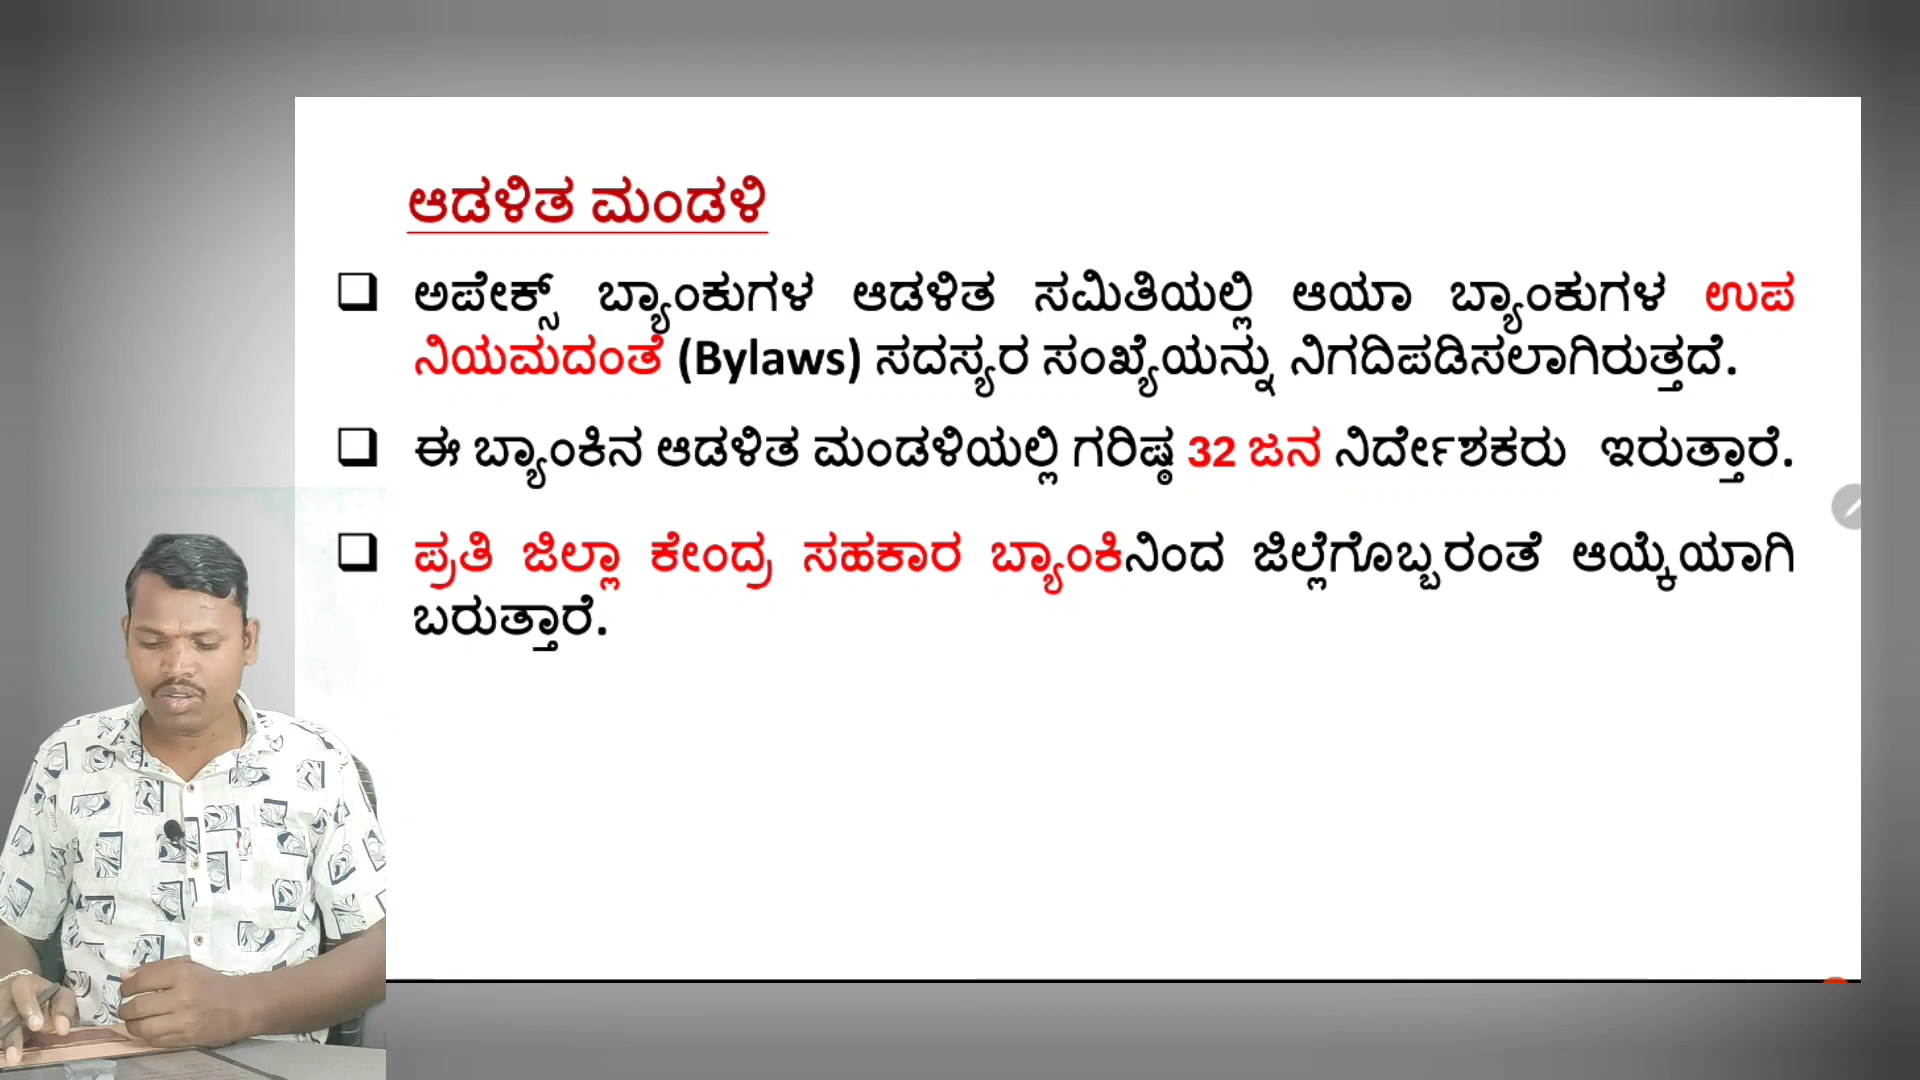 ಆಡಳಿತ ಮಂಡಳಿ
❑ ಅಪೇಕ್ಸ್ ಬ್ಯಾಂಕುಗಳ ಆಡಳಿತ ಸಮಿತಿಯಲ್ಲಿ ಆಯಾ ಬ್ಯಾಂಕುಗಳ ಉಪ
ನಿಯಮದಂತೆ (Bylaws) ಸದಸ್ಯರ ಸಂಖ್ಯೆಯನ್ನು ನಿಗದಿಪಡಿಸಲಾಗಿರುತ್ತದೆ.
❑ ಈ ಬ್ಯಾಂಕಿನ ಆಡಳಿತ ಮಂಡಳಿಯಲ್ಲಿ ಗರಿಷ್ಠ 32 ಜನ ನಿರ್ದೇಶಕರು ಇರುತ್ತಾರೆ.
❑ ಪ್ರತಿ ಜಿಲ್ಲಾ ಕೇಂದ್ರ ಸಹಕಾರ ಬ್ಯಾಂಕಿನಿಂದ ಜಿಲ್ಲೆಗೊಬ್ಬರಂತೆ ಆಯ್ಕೆಯಾಗಿ
ಬರುತ್ತಾರೆ.